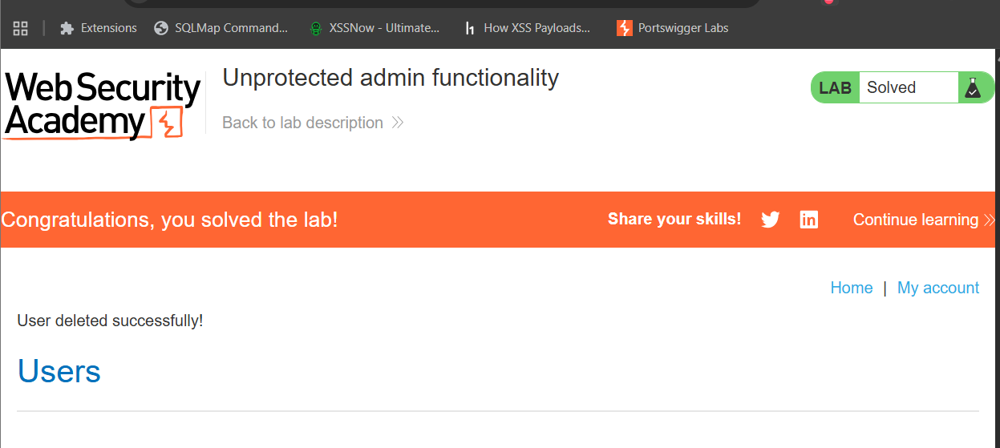 Extensions SQLMap Command... XSSNow - Ultimate... h1 How XSS Payloads... Portswigger Labs
Web Security
Academy
Unprotected admin functionality
Back to lab description
LAB Solved
Congratulations, you solved the lab!
Share your skills! in Continue learning
Home | My account
User deleted successfully!
Users